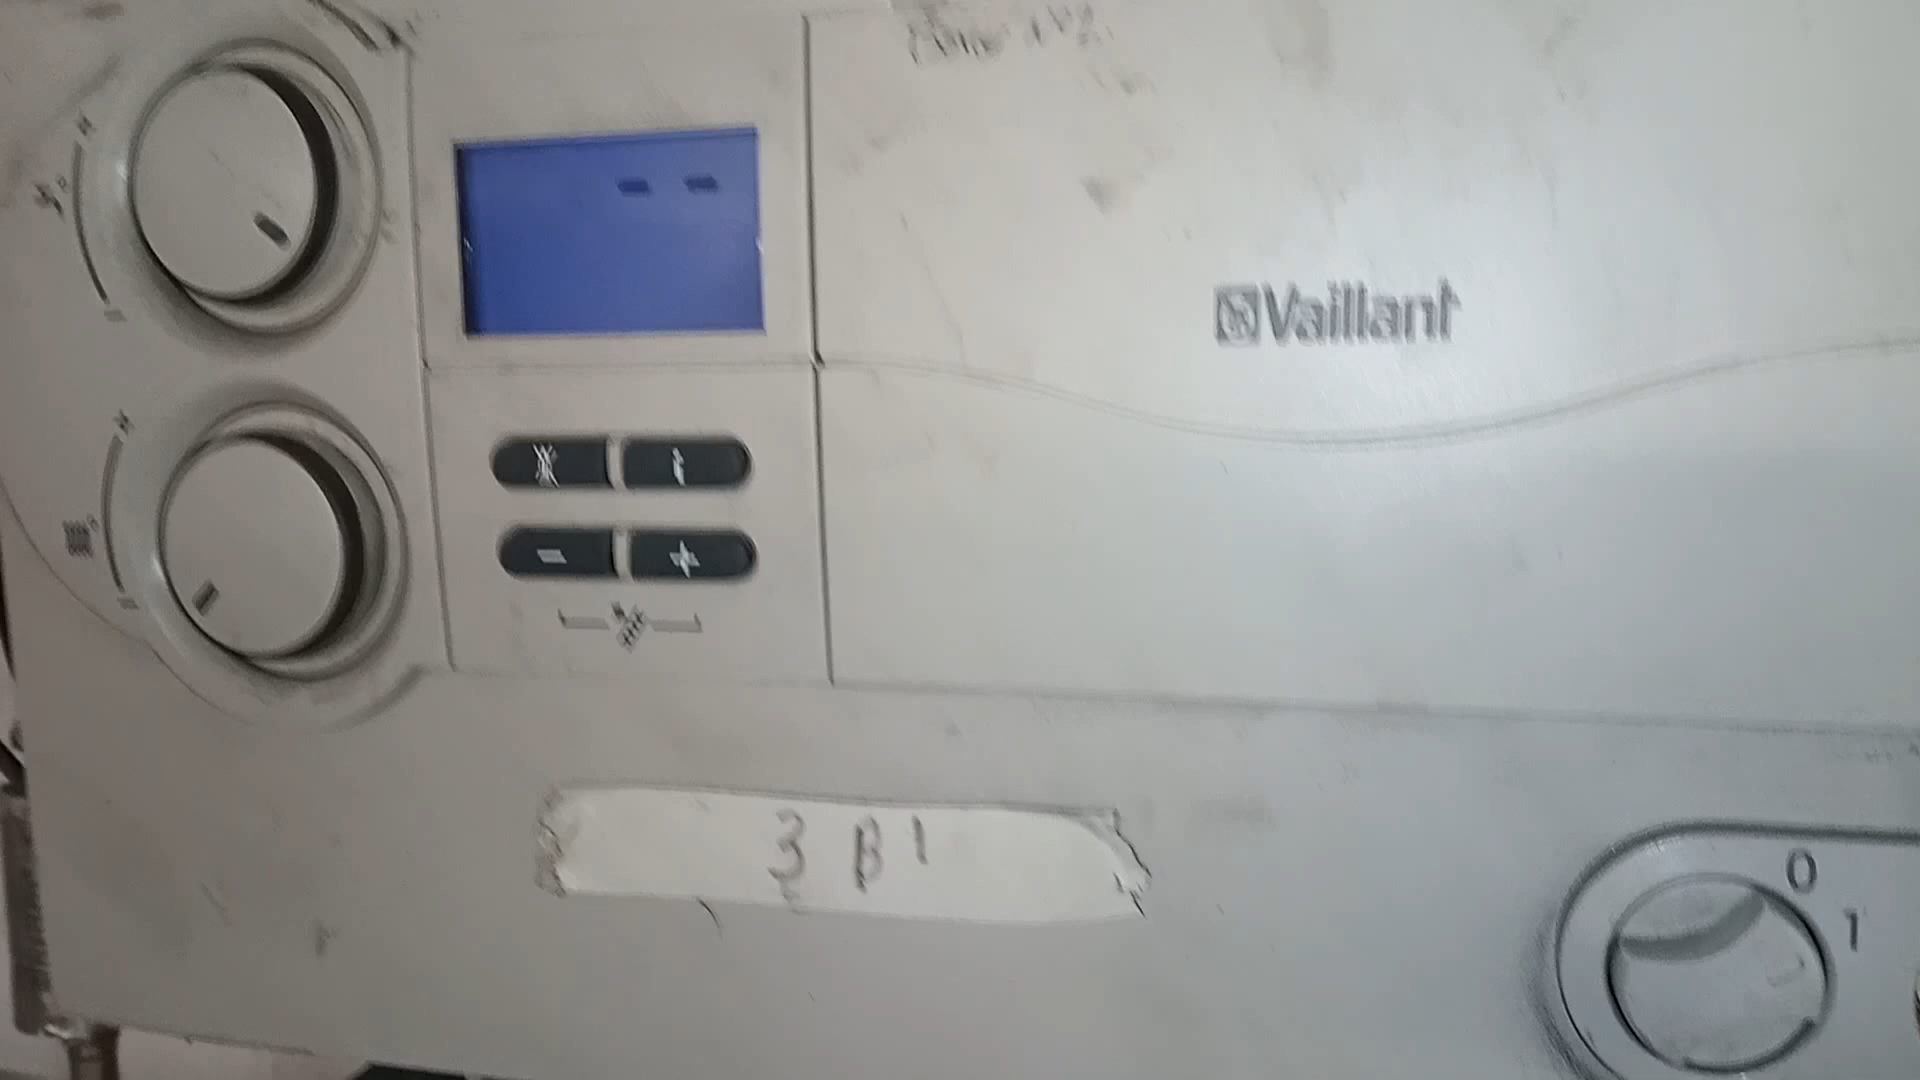 - -
Vaillant
i
- +
3 B 1
0
1